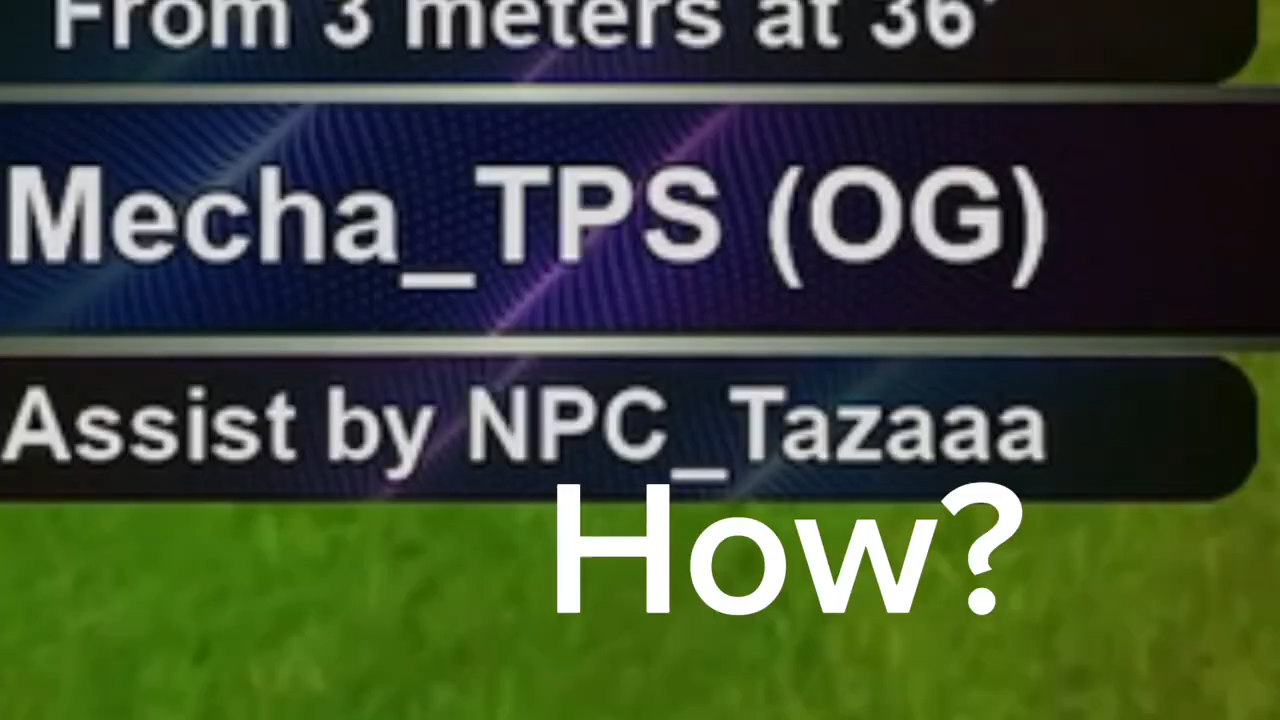 From 3 meters at 36'
Mecha_TPS (OG)
Assist by NPC_Tazaaa
How?